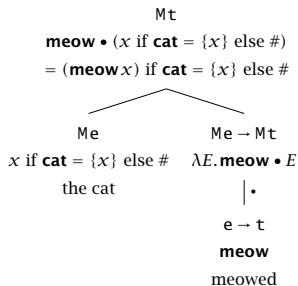 Mt
meow • (x if cat = {x} else #)
= (meow x) if cat = {x} else #
Me Me → Mt
x if cat = {x} else # λE.meow • E
the cat •
e → t
meow
meowed